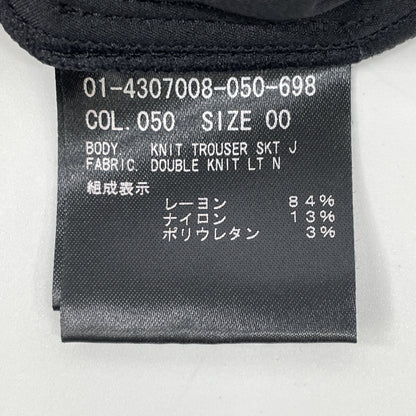 01-4307008-050-698
COL. 050 SIZE 00
BODY. KNIT TROUSER SKT J
FABRIC. DOUBLE KNIT LT N
組成表示
レーヨン 84%
ナイロン 13%
ポリウレタン 3%